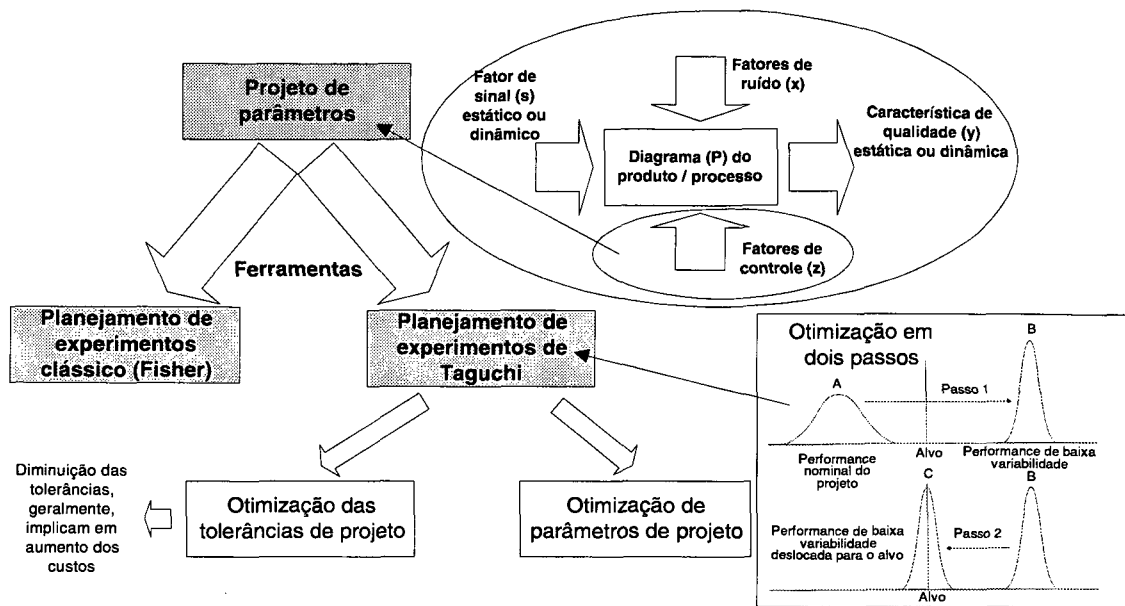 Projeto de
parâmetros
Fator de
sinal (s)
estático ou
dinâmico
Fatores de
ruído (x)
Característica de
qualidade (y)
estática ou dinâmica
Diagrama (P) do
produto / processo
Fatores de
controle (z)
Ferramentas
Planejamento de
experimentos
clássico (Fisher)
Planejamento de
experimentos de
Taguchi
Otimização em
dois passos
B
A
Passo 1
Alvo
Performance
nominal do
projeto
Performance de baixa
variabilidade
C
B
Performance de baixa
variabilidade
deslocada para o alvo
Passo 2
Alvo
Diminuição das
tolerâncias,
geralmente,
implicam em
aumento dos
custos
Otimização das
tolerâncias de projeto
Otimização de
parâmetros de projeto